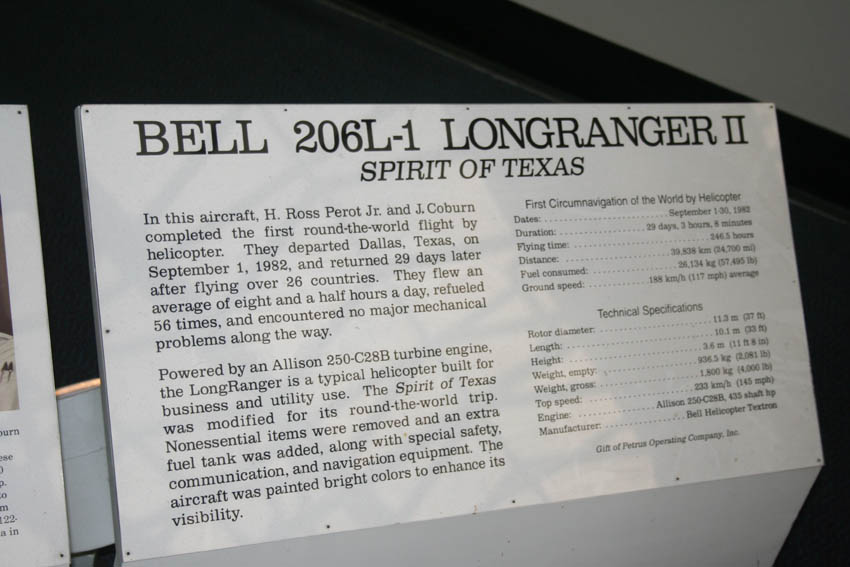 BELL 206L-1 LONGRANGER II
SPIRIT OF TEXAS
In this aircraft, H. Ross Perot Jr. and J. Coburn
completed the first round-the-world flight by
helicopter. They departed Dallas, Texas, on
September 1, 1982, and returned 29 days later
after flying over 26 countries. They flew an
average of eight and a half hours a day, refueled
56 times, and encountered no major mechanical
problems along the way.
Powered by an Allison 250-C28B turbine engine,
the LongRanger is a typical helicopter built for
business and utility use. The Spirit of Texas
was modified for its round-the-world trip.
Nonessential items were removed and an extra
fuel tank was added, along with special safety,
communication, and navigation equipment. The
aircraft was painted bright colors to enhance its
visibility.
First Circumnavigation of the World by Helicopter
Dates: September 1-30, 1982
Duration: 29 days, 3 hours, 8 minutes
Flying time: 246.5 hours
Distance: 39,838 km (24,700 mi)
Fuel consumed: 26,134 kg (57,495 lb)
Ground speed: 188 km/h (117 mph) average
Technical Specifications
Rotor diameter: 11.3 m (37 ft)
Length: 10.1 m (33 ft)
Height: 3.6 m (11 ft 8 in)
Weight, empty: 936.5 kg (2,081 lb)
Weight, gross: 1,800 kg (4,000 lb)
Top speed: 233 km/h (145 mph)
Engine: Allison 250-C28B, 435 shaft hp
Manufacturer: Bell Helicopter Textron
Gift of Petrus Operating Company, Inc.